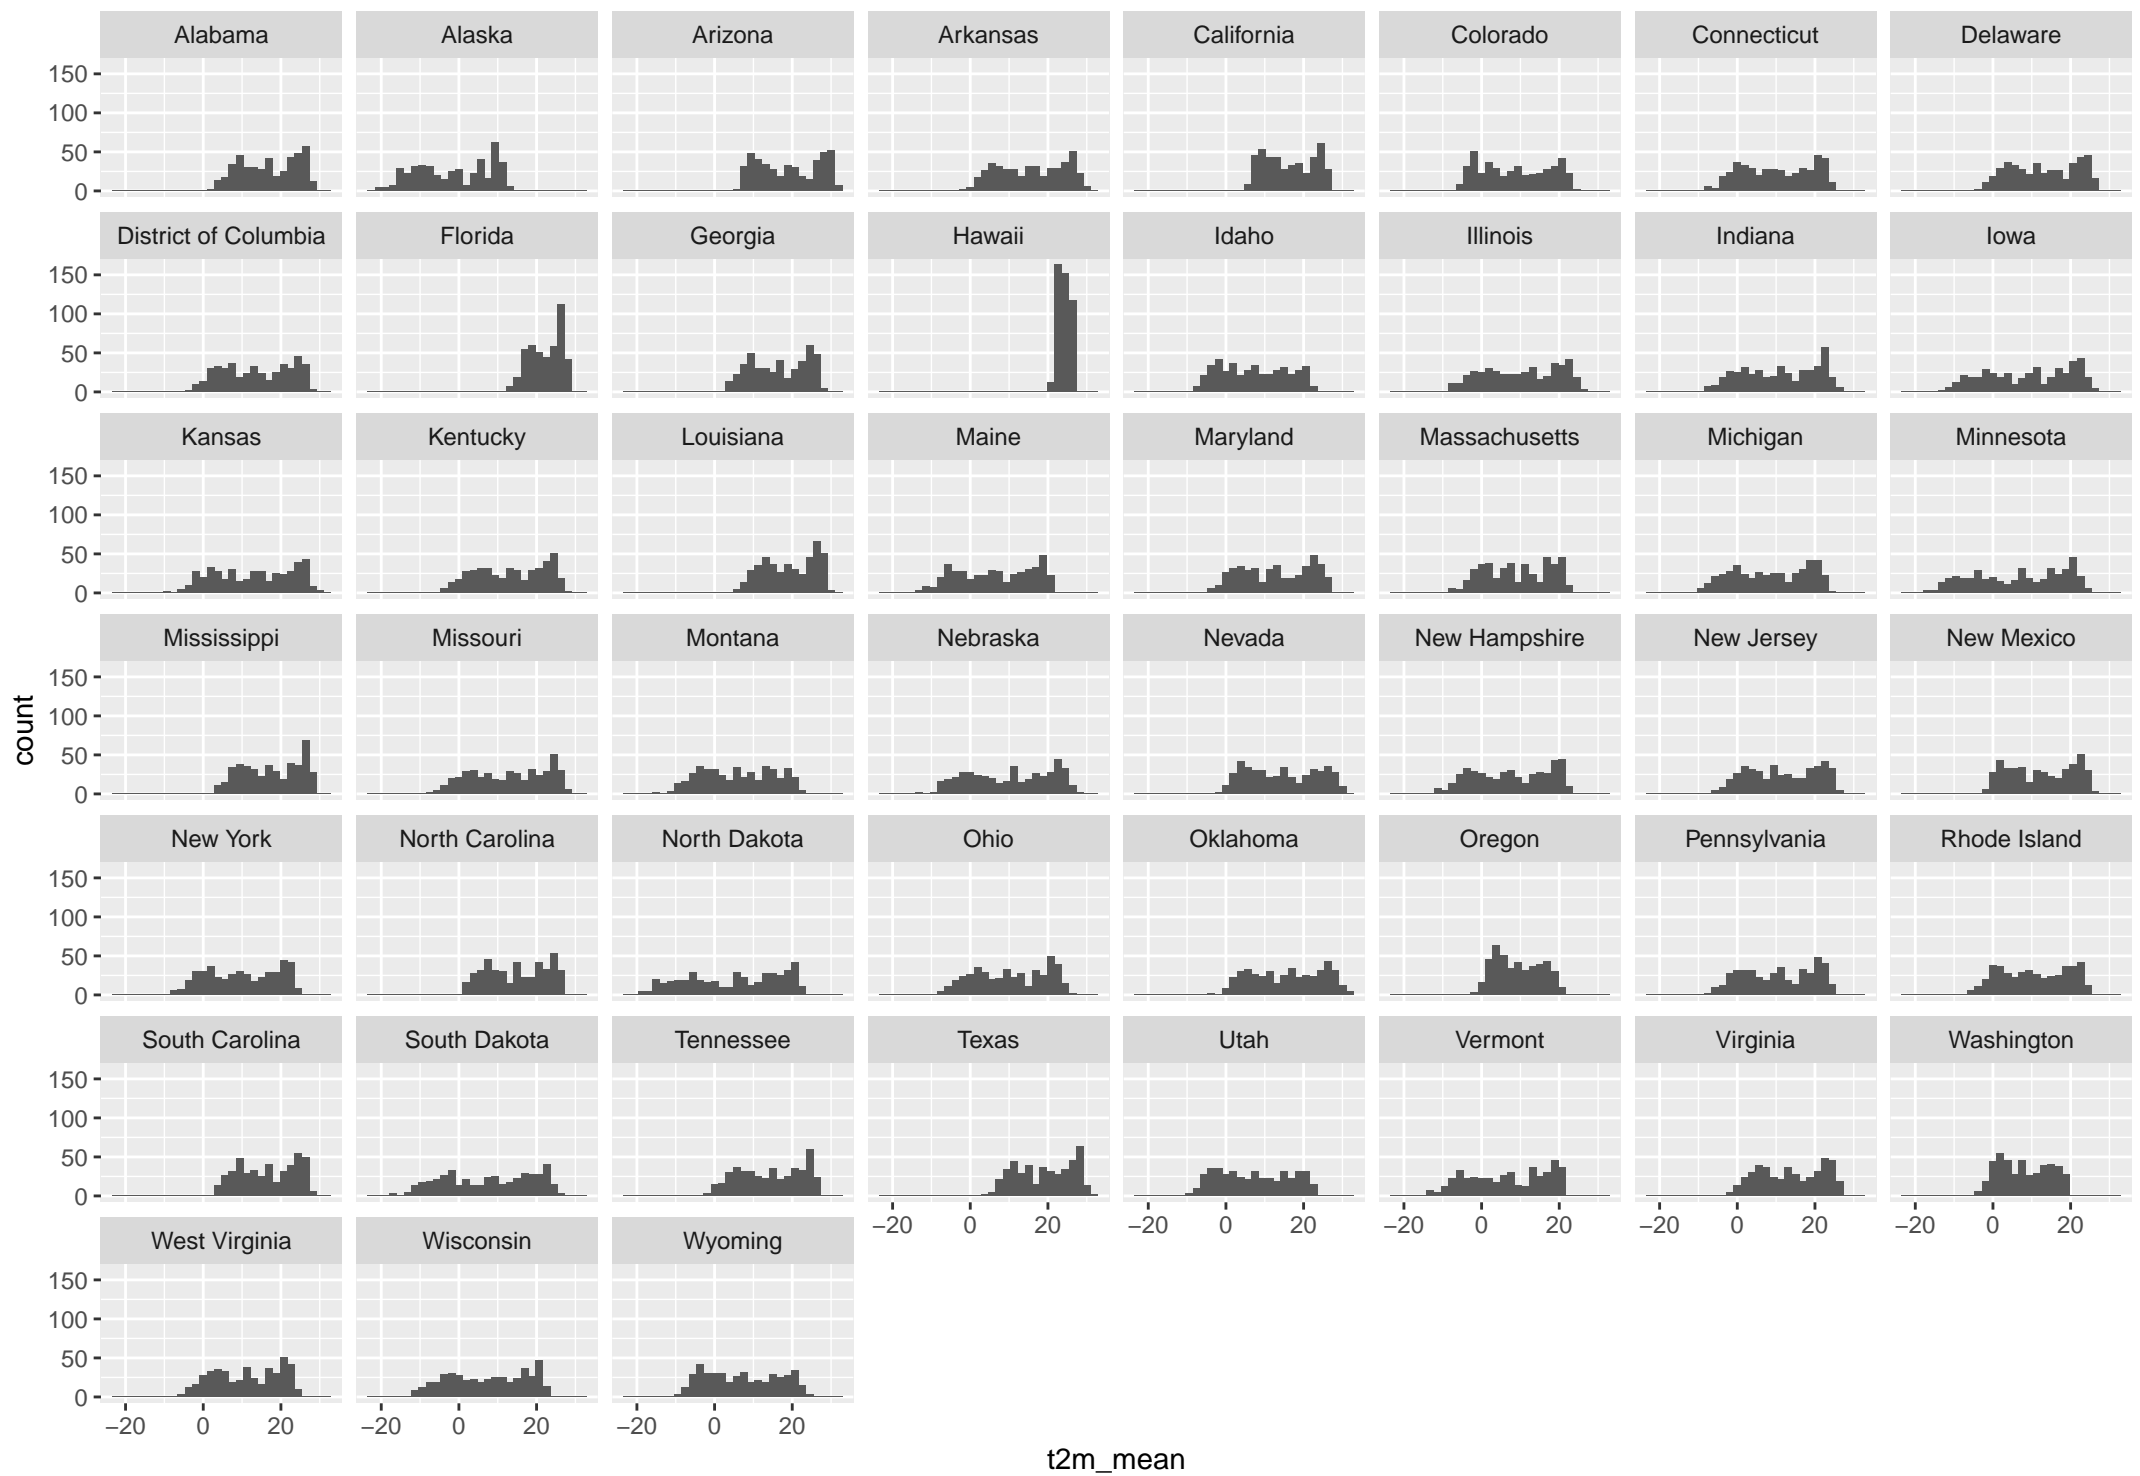 Alabama Alaska Arizona Arkansas California Colorado Connecticut Delaware
150
100
50
0
District of Columbia Florida Georgia Hawaii Idaho Illinois Indiana Iowa
150
100
50
0
Kansas Kentucky Louisiana Maine Maryland Massachusetts Michigan Minnesota
150
100
50
0
Mississippi Missouri Montana Nebraska Nevada New Hampshire New Jersey New Mexico
150
100
50
0
count
New York North Carolina North Dakota Ohio Oklahoma Oregon Pennsylvania Rhode Island
150
100
50
0
South Carolina South Dakota Tennessee Texas Utah Vermont Virginia Washington
150
100
50
0
−20 0 20 −20 0 20 −20 0 20 −20 0 20 −20 0 20
West Virginia Wisconsin Wyoming
150
100
50
0
−20 0 20 −20 0 20 −20 0 20
t2m_mean